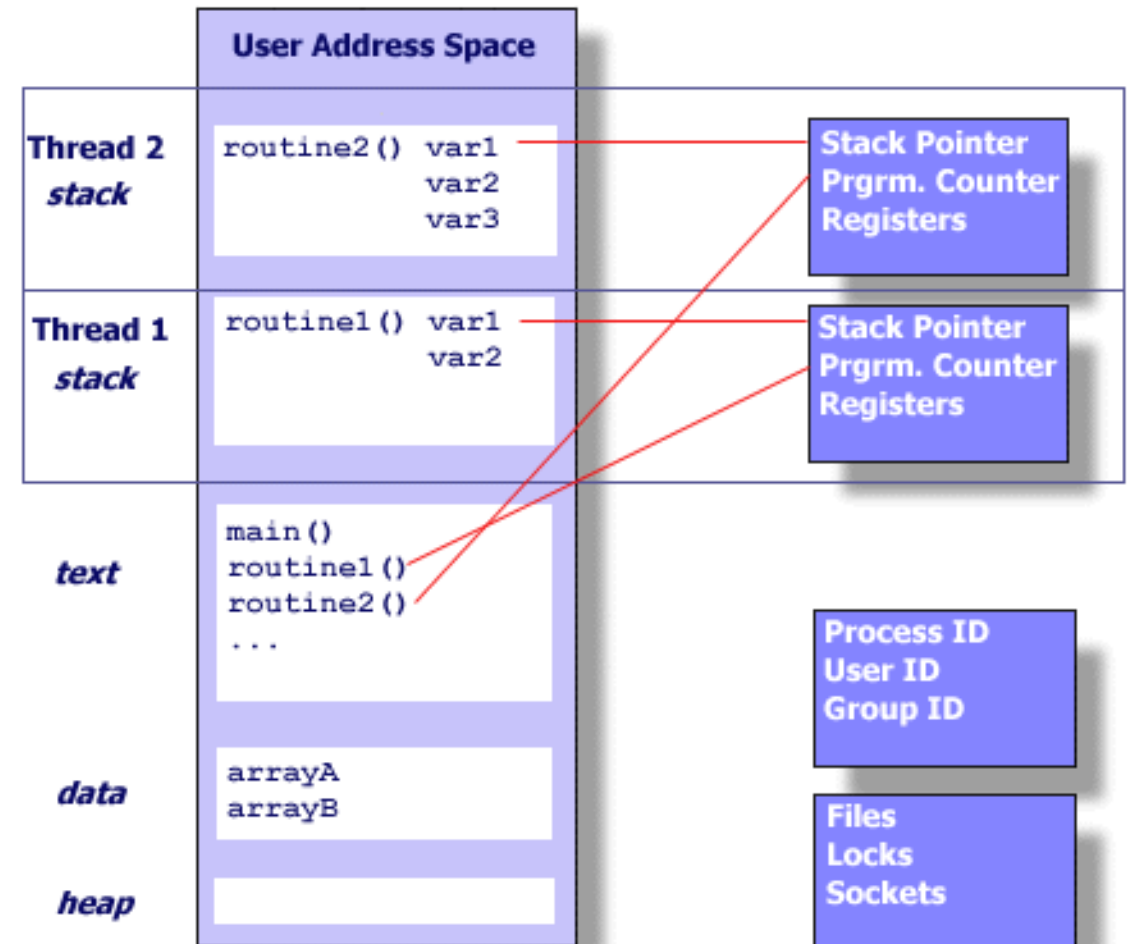 User Address Space
Thread 2
stack
routine2() var1
var2
var3
Stack Pointer
Prgrm. Counter
Registers
Thread 1
stack
routine1() var1
var2
Stack Pointer
Prgrm. Counter
Registers
text
main()
routine1()
routine2()
...
Process ID
User ID
Group ID
data
arrayA
arrayB
Files
Locks
Sockets
heap